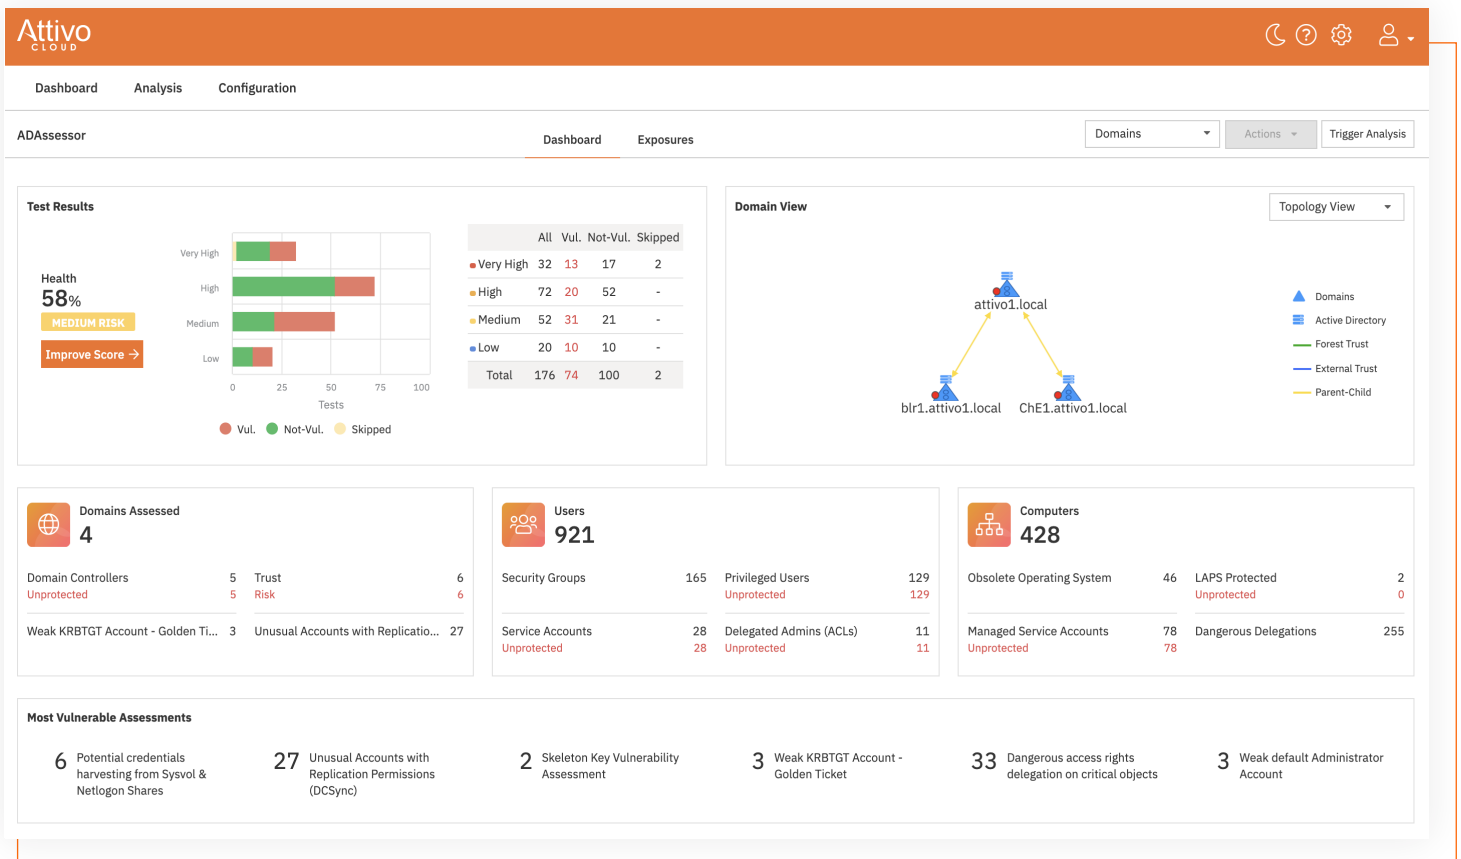 Attivo
CLOUD
Dashboard Analysis Configuration
ADAssessor
Dashboard Exposures
Domains Actions Trigger Analysis
Test Results
Health
58%
MEDIUM RISK
Improve Score →
Very High
High
Medium
Low
0 25 50 75 100
Tests
Vul. Not-Vul. Skipped
All Vul. Not-Vul. Skipped
Very High 32 13 17 2
High 72 20 52 -
Medium 52 31 21 -
Low 20 10 10 -
Total 176 74 100 2
Domain View
Topology View
attivo1.local
blr1.attivo1.local ChE1.attivo1.local
Domains
Active Directory
Forest Trust
External Trust
Parent-Child
Domains Assessed
4
Domain Controllers 5 Trust 6
Unprotected 5 Risk 6
Weak KRBTGT Account - Golden Ti... 3 Unusual Accounts with Replicatio... 27
Users
921
Security Groups 165 Privileged Users 129
Unprotected 129
Service Accounts 28 Delegated Admins (ACLs) 11
Unprotected 28 Unprotected 11
Computers
428
Obsolete Operating System 46 LAPS Protected 2
Unprotected 0
Managed Service Accounts 78 Dangerous Delegations 255
Unprotected 78
Most Vulnerable Assessments
6 Potential credentials
harvesting from Sysvol &
Netlogon Shares
27 Unusual Accounts with
Replication Permissions
(DCSync)
2 Skeleton Key Vulnerability
Assessment
3 Weak KRBTGT Account -
Golden Ticket
33 Dangerous access rights
delegation on critical objects
3 Weak default Administrator
Account